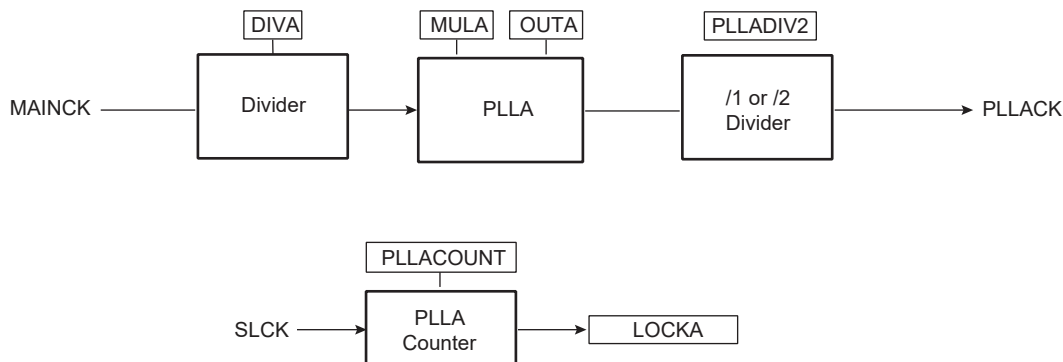 DIVA
MULA
OUTA
PLLADIV2
MAINCK
Divider
PLLA
/1 or /2
Divider
PLLACK
PLLACOUNT
SLCK
PLLA
Counter
LOCKA